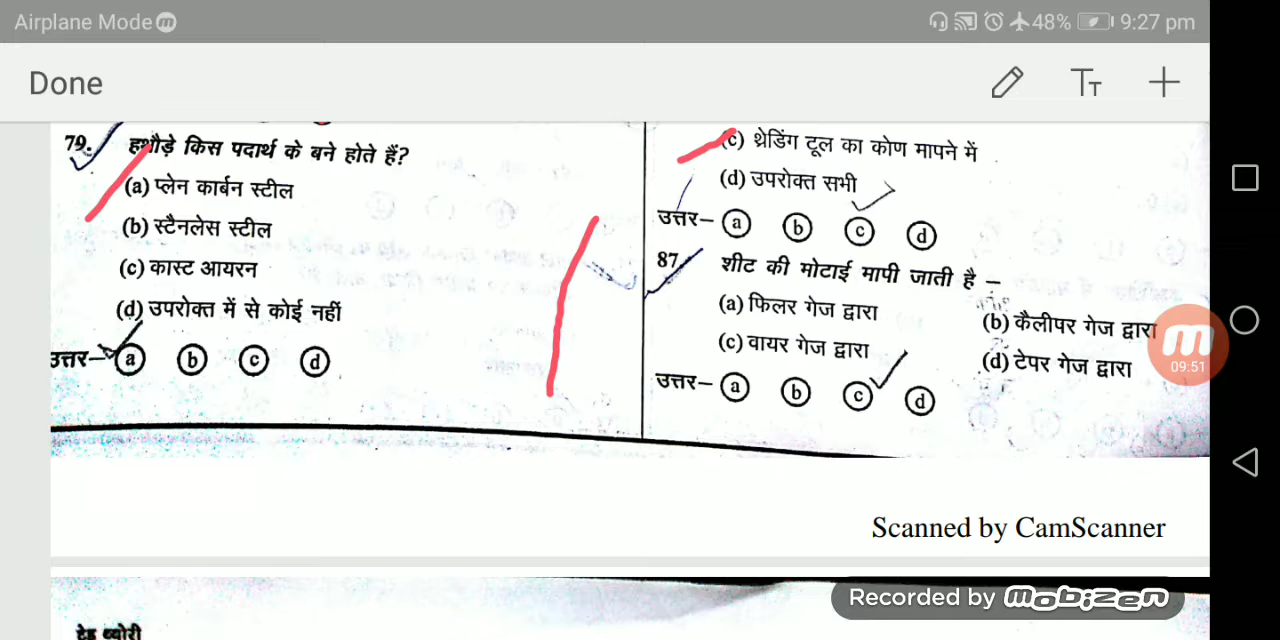 Airplane Mode
48% 9:27 pm
Done
79. हथौड़े किस पदार्थ के बने होते हैं?
(a) प्लेन कार्बन स्टील
(b) स्टैनलेस स्टील
(c) कास्ट आयरन
(d) उपरोक्त में से कोई नहीं
उत्तर– a b c d
(c) थ्रेडिंग टूल का कोण मापने में
(d) उपरोक्त सभी
उत्तर– a b c d
87. शीट की मोटाई मापी जाती है –
(a) फिलर गेज द्वारा (b) कैलीपर गेज द्वारा
(c) वायर गेज द्वारा (d) टेपर गेज द्वारा
उत्तर– a b c d
09:51
Scanned by CamScanner
Recorded by mobizen
ट्रेड थ्योरी